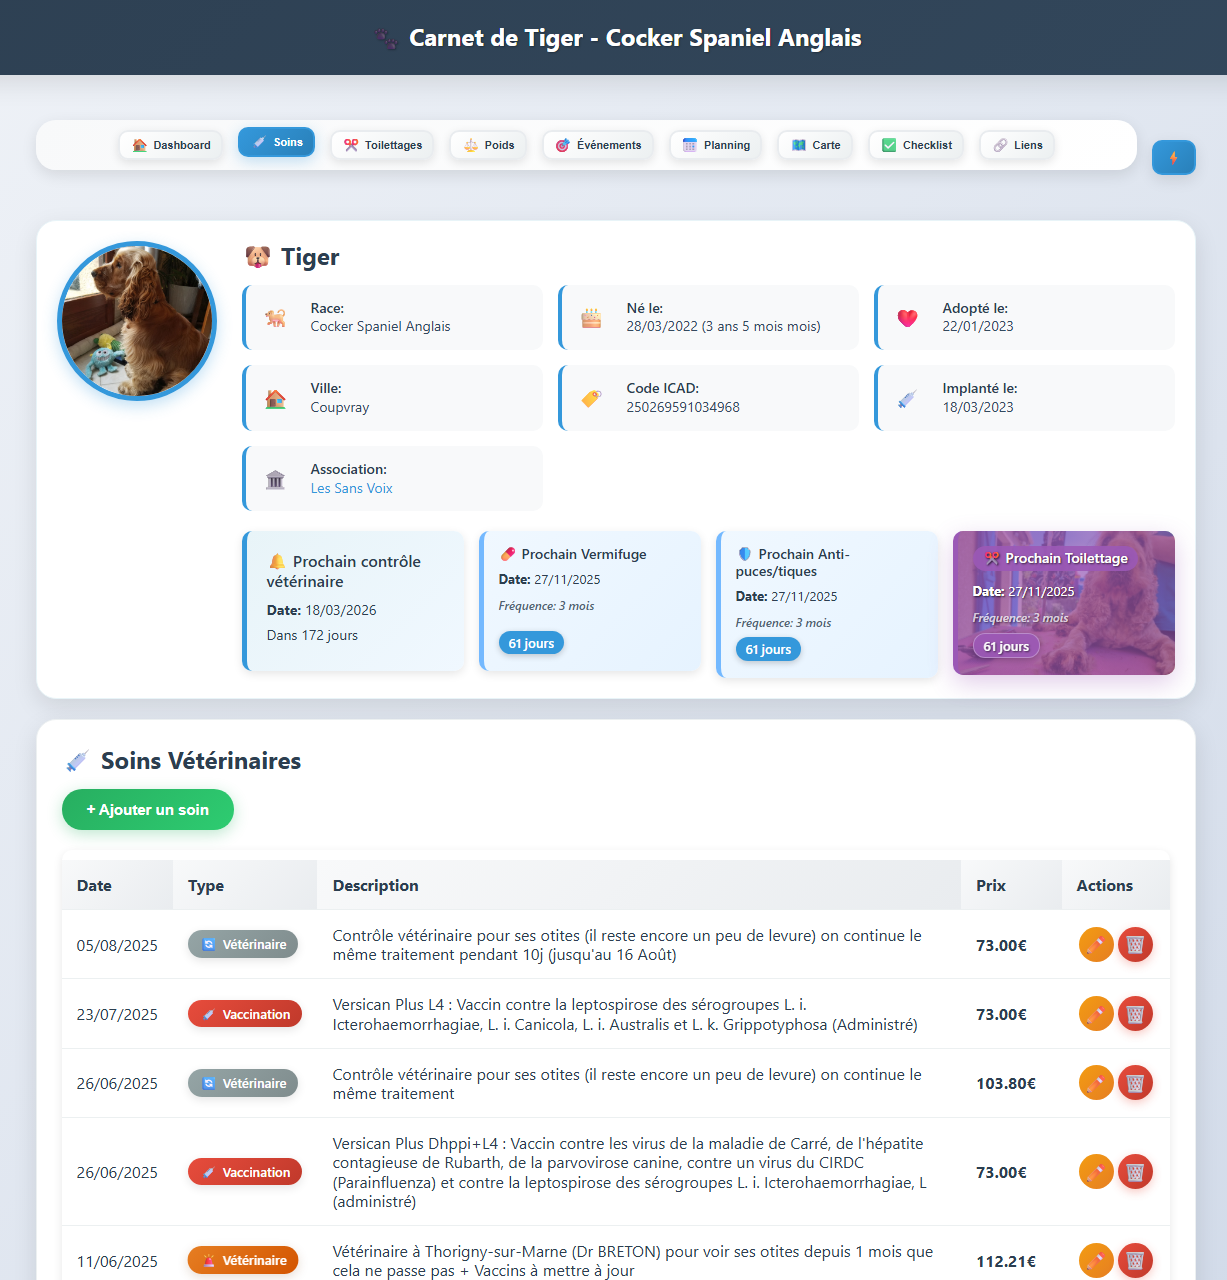 Carnet de Tiger - Cocker Spaniel Anglais
Dashboard
Soins
Toilettages
Poids
Événements
Planning
Carte
Checklist
Liens
Tiger
Race:
Cocker Spaniel Anglais
Né le:
28/03/2022 (3 ans 5 mois mois)
Adopté le:
22/01/2023
Ville:
Coupvray
Code ICAD:
250269591034968
Implanté le:
18/03/2023
Association:
Les Sans Voix
Prochain contrôle
vétérinaire
Date: 18/03/2026
Dans 172 jours
Prochain Vermifuge
Date: 27/11/2025
Fréquence: 3 mois
61 jours
Prochain Anti-
puces/tiques
Date: 27/11/2025
Fréquence: 3 mois
61 jours
Prochain Toilettage
Date: 27/11/2025
Fréquence: 3 mois
61 jours
Soins Vétérinaires
+ Ajouter un soin
Date Type Description Prix Actions
05/08/2025 Vétérinaire Contrôle vétérinaire pour ses otites (il reste encore un peu de levure) on continue le
même traitement pendant 10j (jusqu'au 16 Août) 73.00€
23/07/2025 Vaccination Versican Plus L4 : Vaccin contre la leptospirose des sérogroupes L. i.
Icterohaemorrhagiae, L. i. Canicola, L. i. Australis et L. k. Grippotyphosa (Administré) 73.00€
26/06/2025 Vétérinaire Contrôle vétérinaire pour ses otites (il reste encore un peu de levure) on continue le
même traitement 103.80€
26/06/2025 Vaccination Versican Plus Dhppi+L4 : Vaccin contre les virus de la maladie de Carré, de l'hépatite
contagieuse de Rubarth, de la parvovirose canine, contre un virus du CIRDC
(Parainfluenza) et contre la leptospirose des sérogroupes L. i. Icterohaemorrhagiae, L
(administré) 73.00€
11/06/2025 Vétérinaire Vétérinaire à Thorigny-sur-Marne (Dr BRETON) pour voir ses otites depuis 1 mois que
cela ne passe pas + Vaccins à mettre à jour 112.21€